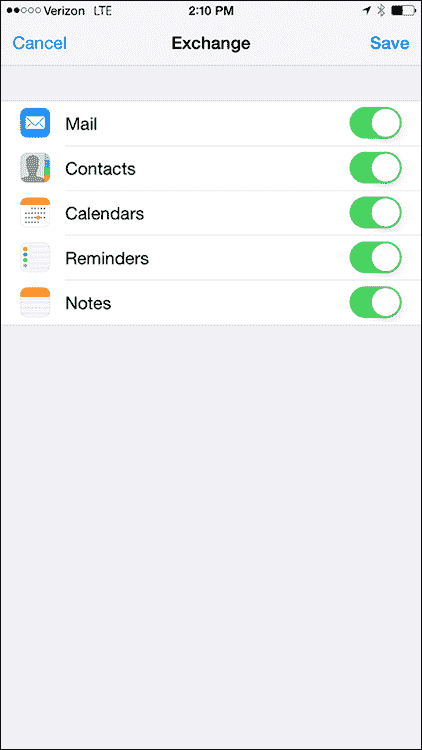 Verizon LTE 2:10 PM
Cancel Exchange Save
Mail
Contacts
Calendars
Reminders
Notes